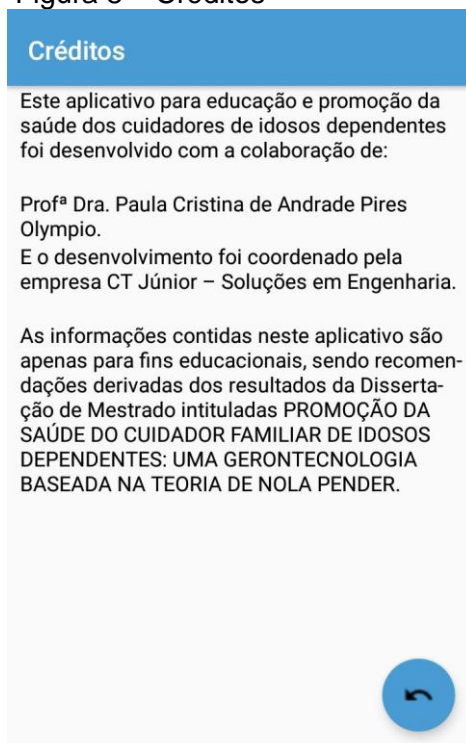 Créditos
Este aplicativo para educação e promoção da
saúde dos cuidadores de idosos dependentes
foi desenvolvido com a colaboração de:
Profª Dra. Paula Cristina de Andrade Pires
Olympio.
E o desenvolvimento foi coordenado pela
empresa CT Júnior – Soluções em Engenharia.
As informações contidas neste aplicativo são
apenas para fins educacionais, sendo recomen-
dações derivadas dos resultados da Disserta-
ção de Mestrado intituladas PROMOÇÃO DA
SAÚDE DO CUIDADOR FAMILIAR DE IDOSOS
DEPENDENTES: UMA GERONTECNOLOGIA
BASEADA NA TEORIA DE NOLA PENDER.